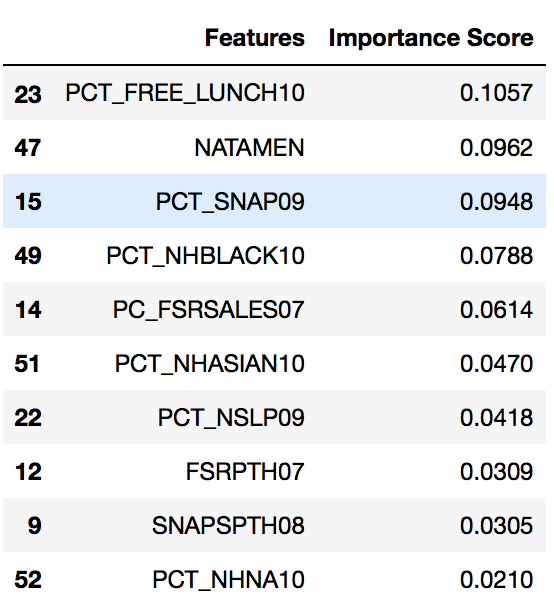 Features Importance Score
23 PCT_FREE_LUNCH10 0.1057
47 NATAMEN 0.0962
15 PCT_SNAP09 0.0948
49 PCT_NHBLACK10 0.0788
14 PC_FSRSALES07 0.0614
51 PCT_NHASIAN10 0.0470
22 PCT_NSLP09 0.0418
12 FSRPTH07 0.0309
9 SNAPSPTH08 0.0305
52 PCT_NHNA10 0.0210